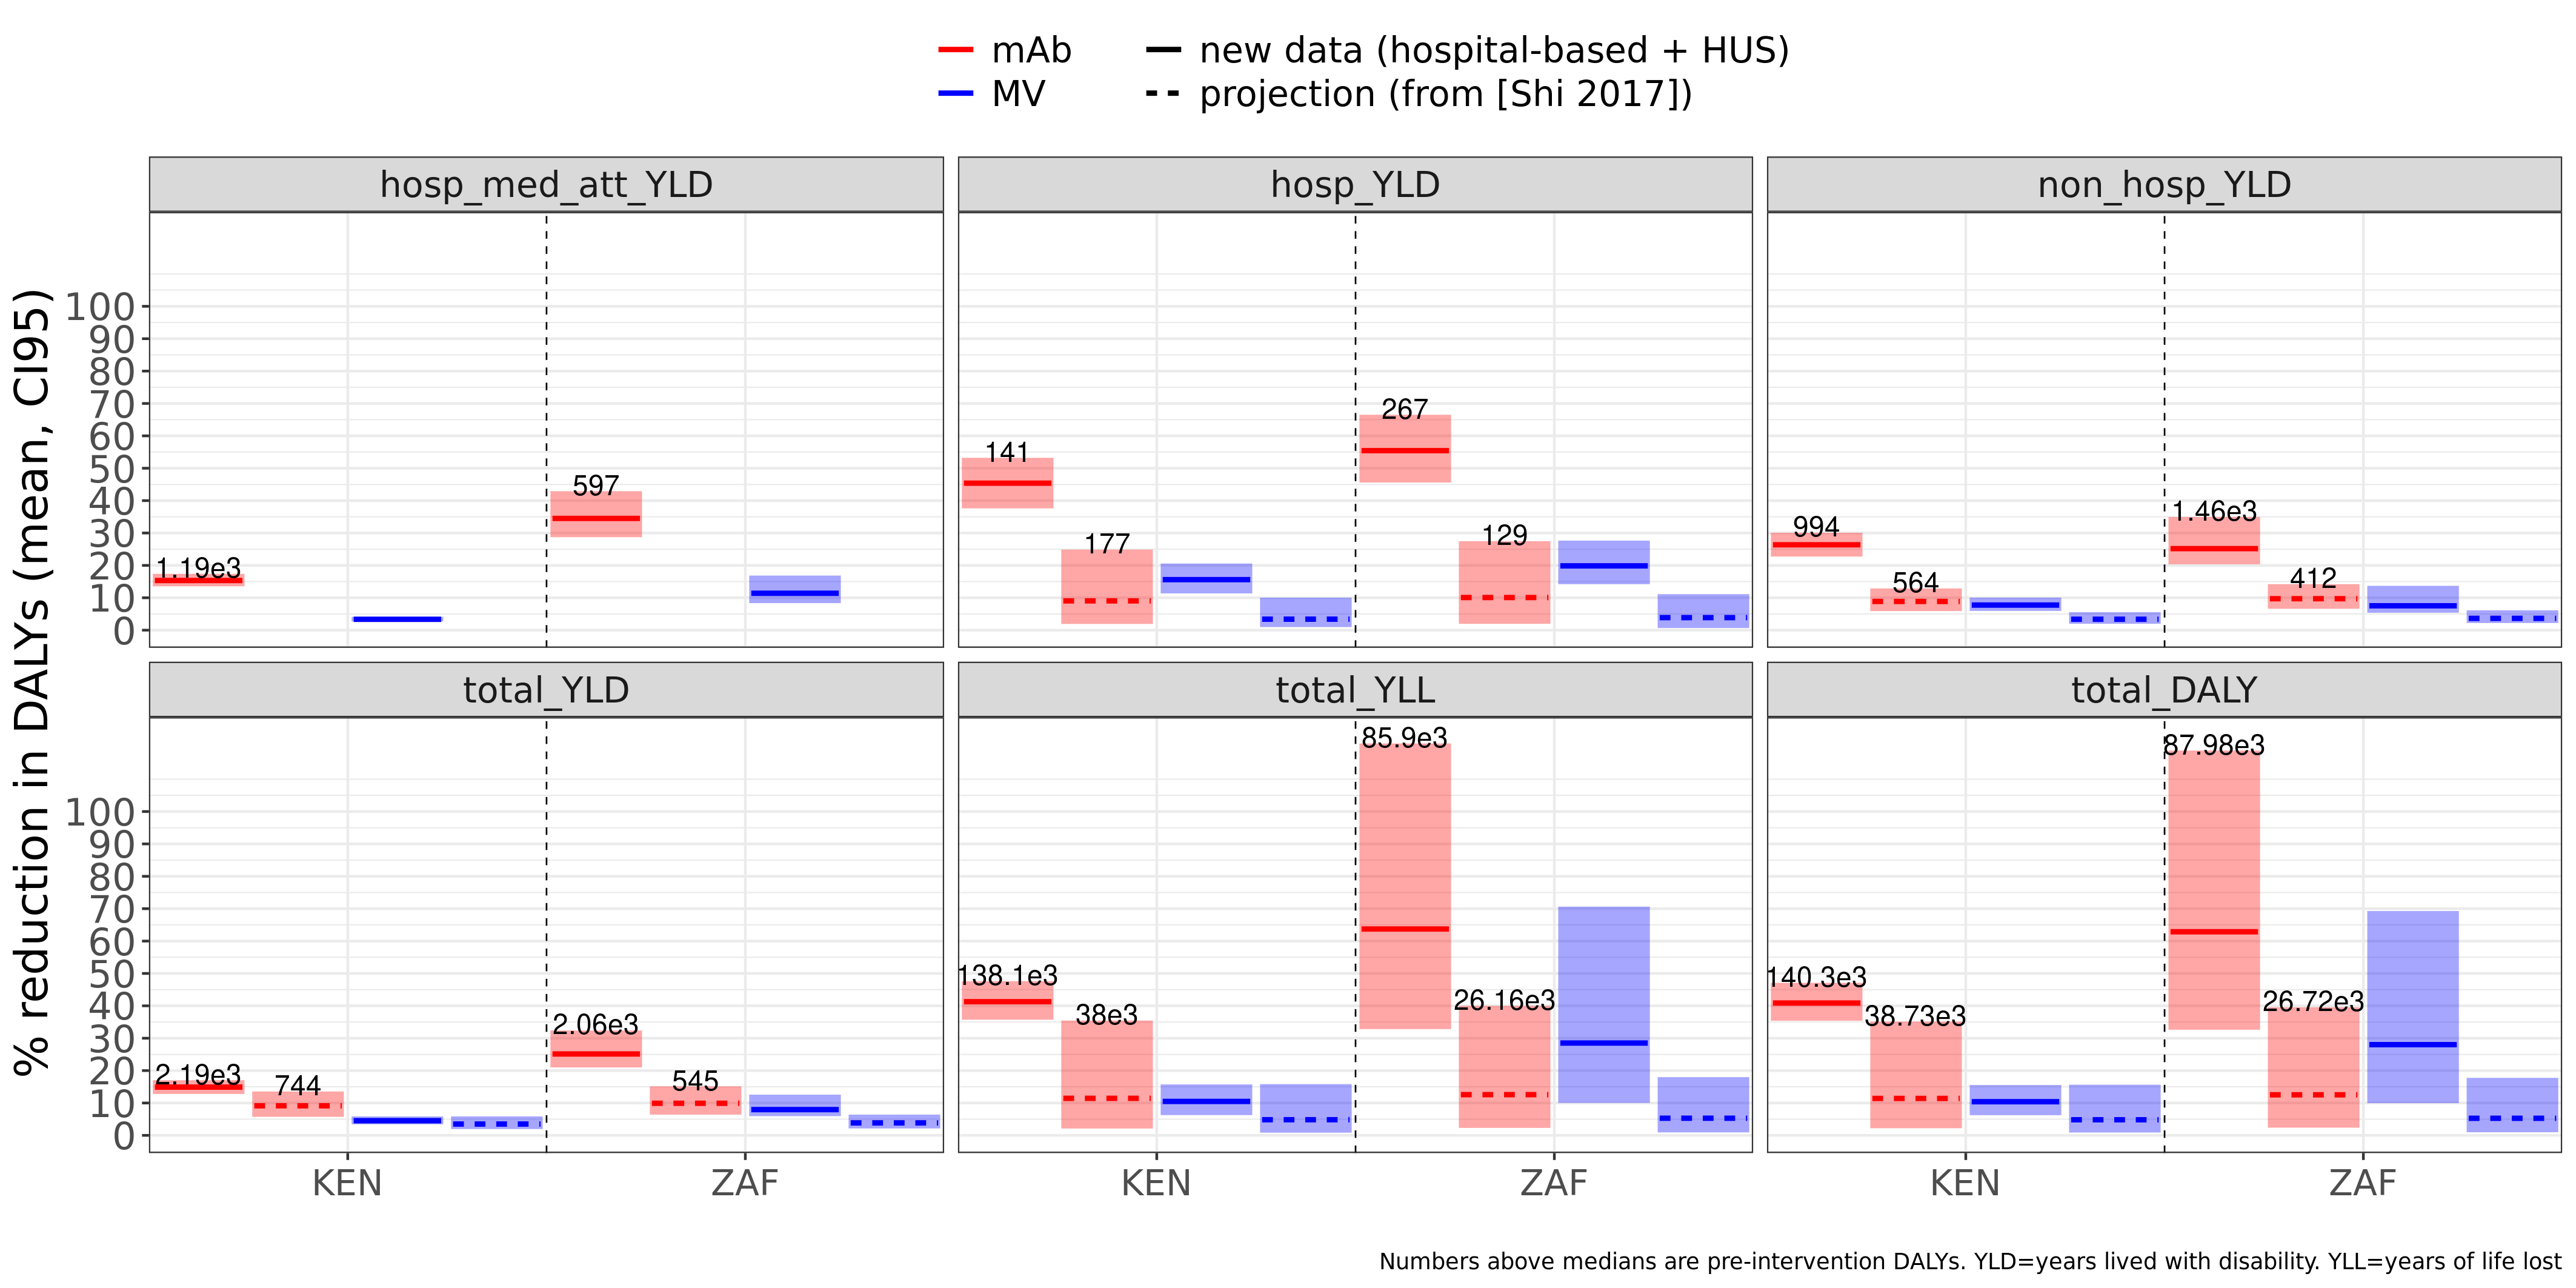 mAb
new data (hospital-based + HUS)
MV
projection (from [Shi 2017])
% reduction in DALYs (mean, CI95)
hosp_med_att_YLD
hosp_YLD
non_hosp_YLD
100
90
80
70
60
50
40
30
20
10
0
1.19e3
597
141
177
267
129
994
564
1.46e3
412
total_YLD
total_YLL
total_DALY
100
90
80
70
60
50
40
30
20
10
0
2.19e3
744
2.06e3
545
138.1e3
38e3
85.9e3
26.16e3
140.3e3
38.73e3
87.98e3
26.72e3
KEN
ZAF
KEN
ZAF
KEN
ZAF
Numbers above medians are pre-intervention DALYs. YLD=years lived with disability. YLL=years of life lost